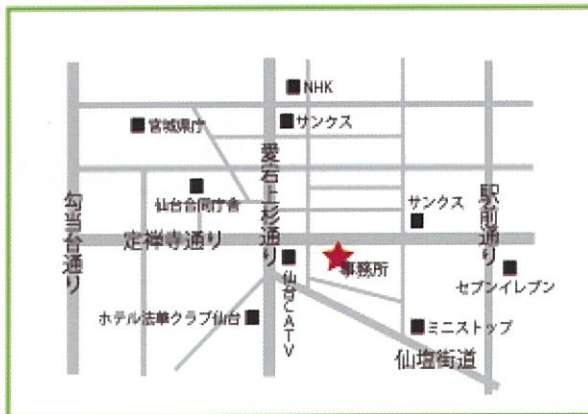 NHK
宮城県庁
サンクス
愛宕上杉通り
勾当台通り
仙台合同庁舎
サンクス
駅前通り
定禅寺通り
事務所
セブンイレブン
仙台CATV
ホテル法華クラブ仙台
ミニストップ
仙塩街道